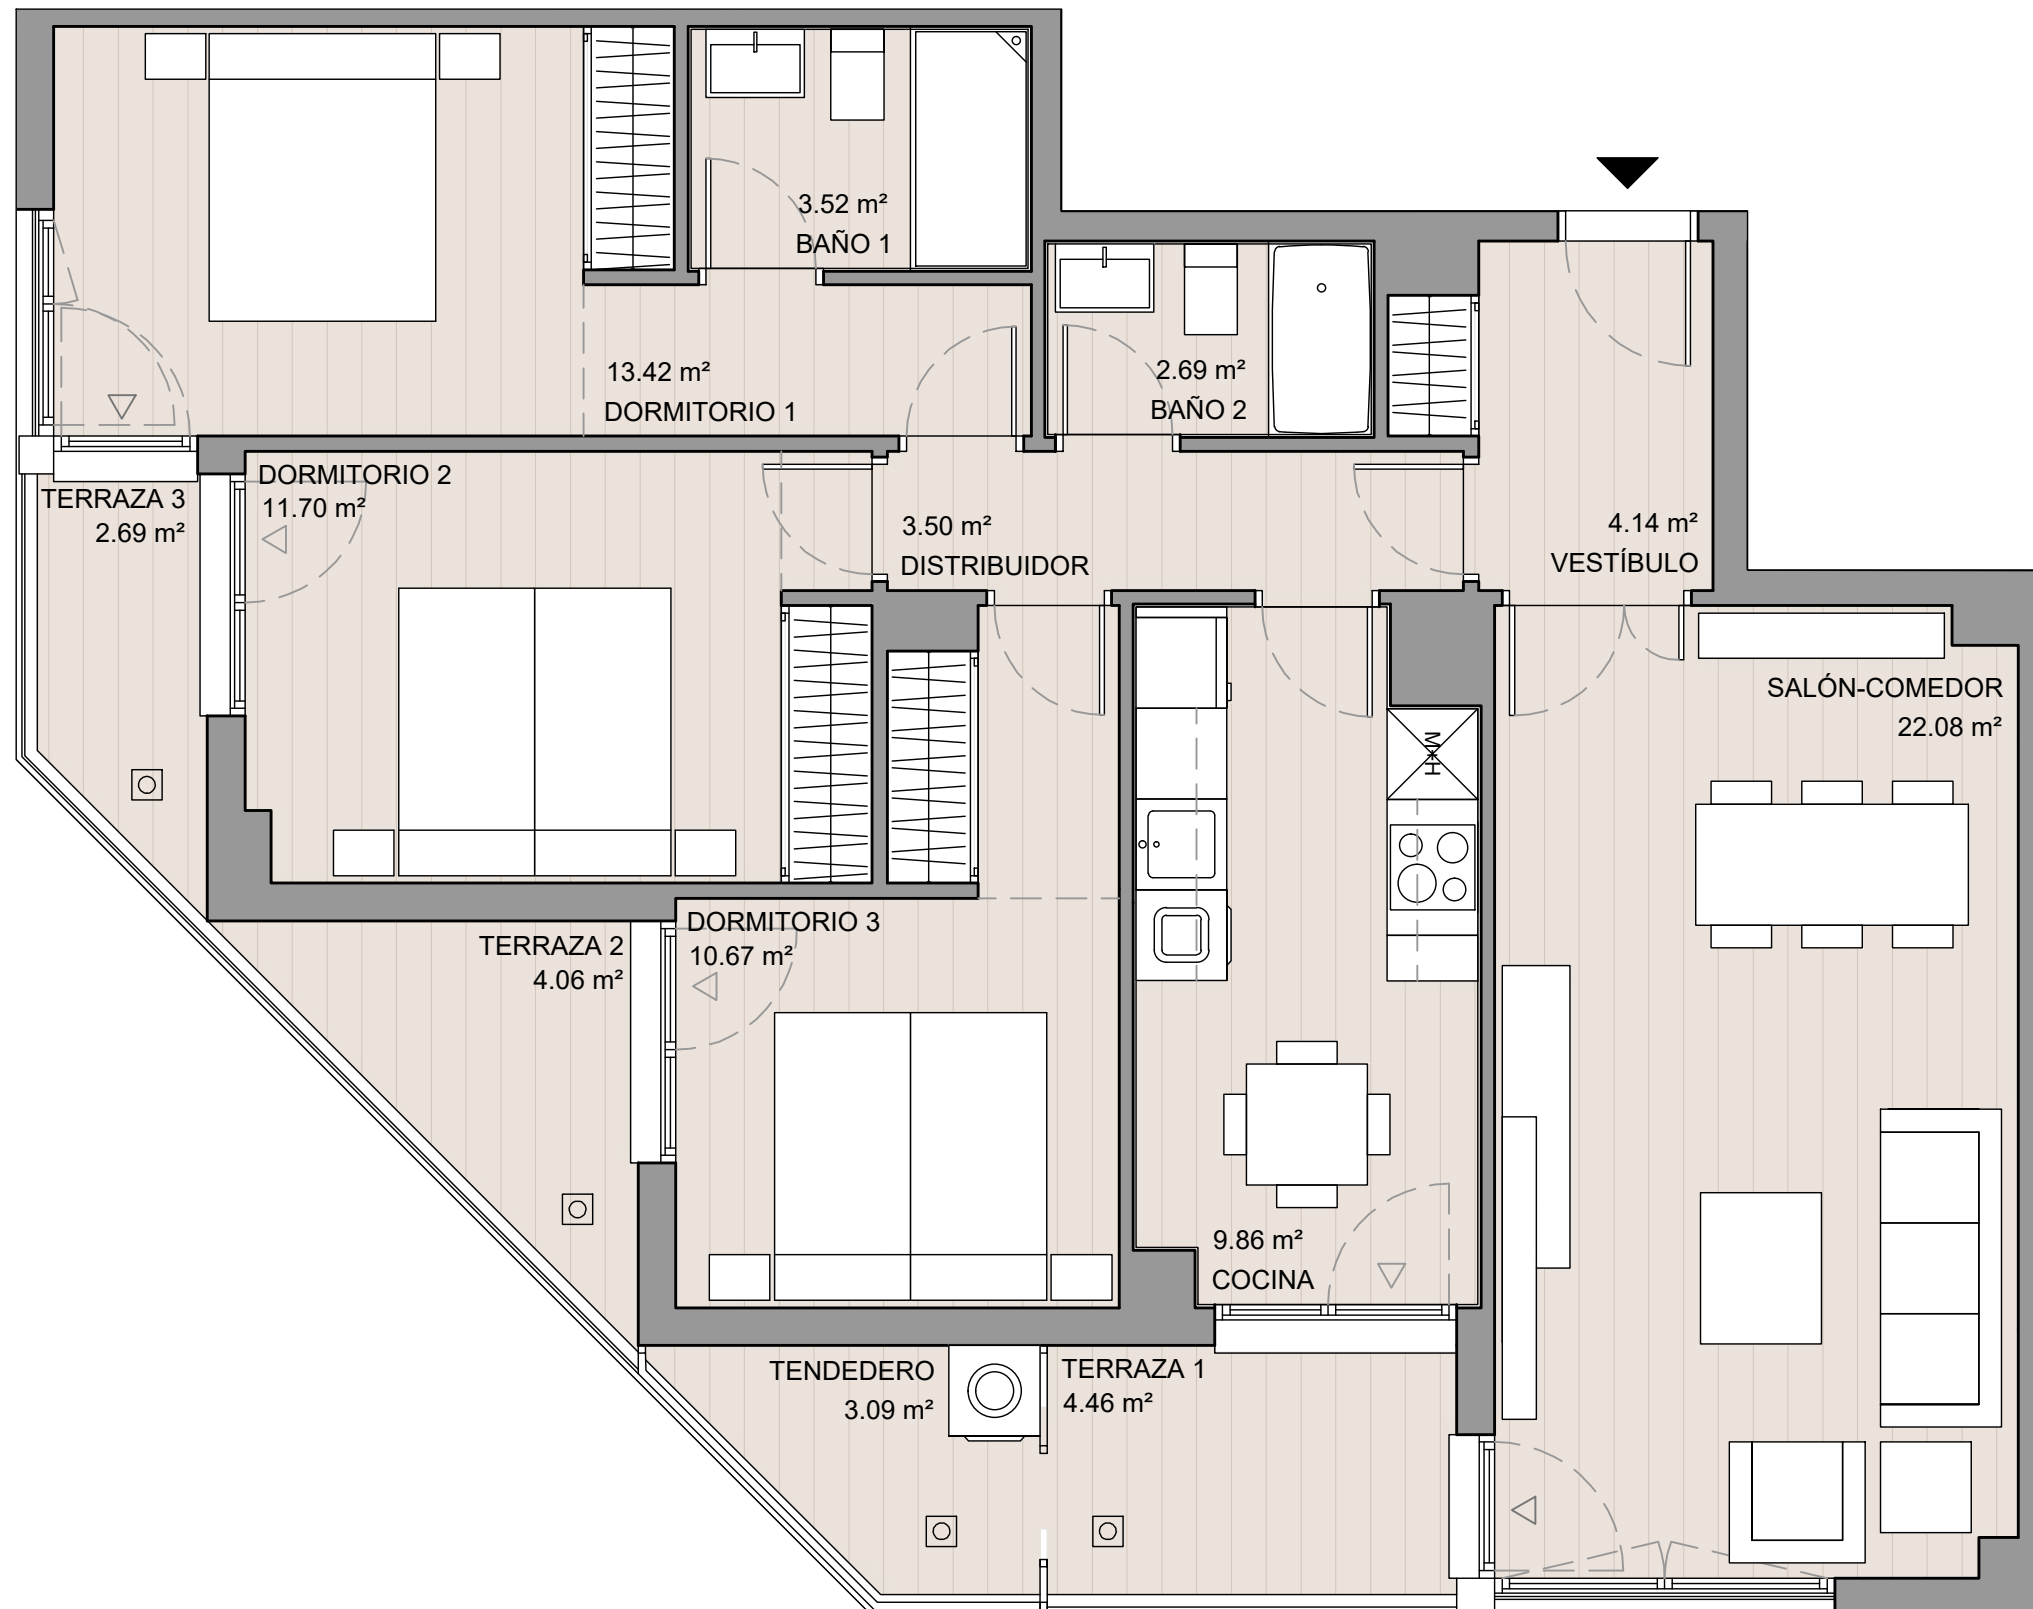 3.52 m²
BAÑO 1
13.42 m²
DORMITORIO 1
2.69 m²
BAÑO 2
DORMITORIO 2
11.70 m²
TERRAZA 3
2.69 m²
3.50 m²
DISTRIBUIDOR
4.14 m²
VESTÍBULO
SALÓN-COMEDOR
22.08 m²
M+H
DORMITORIO 3
10.67 m²
TERRAZA 2
4.06 m²
9.86 m²
COCINA
TENDEDERO
3.09 m²
TERRAZA 1
4.46 m²